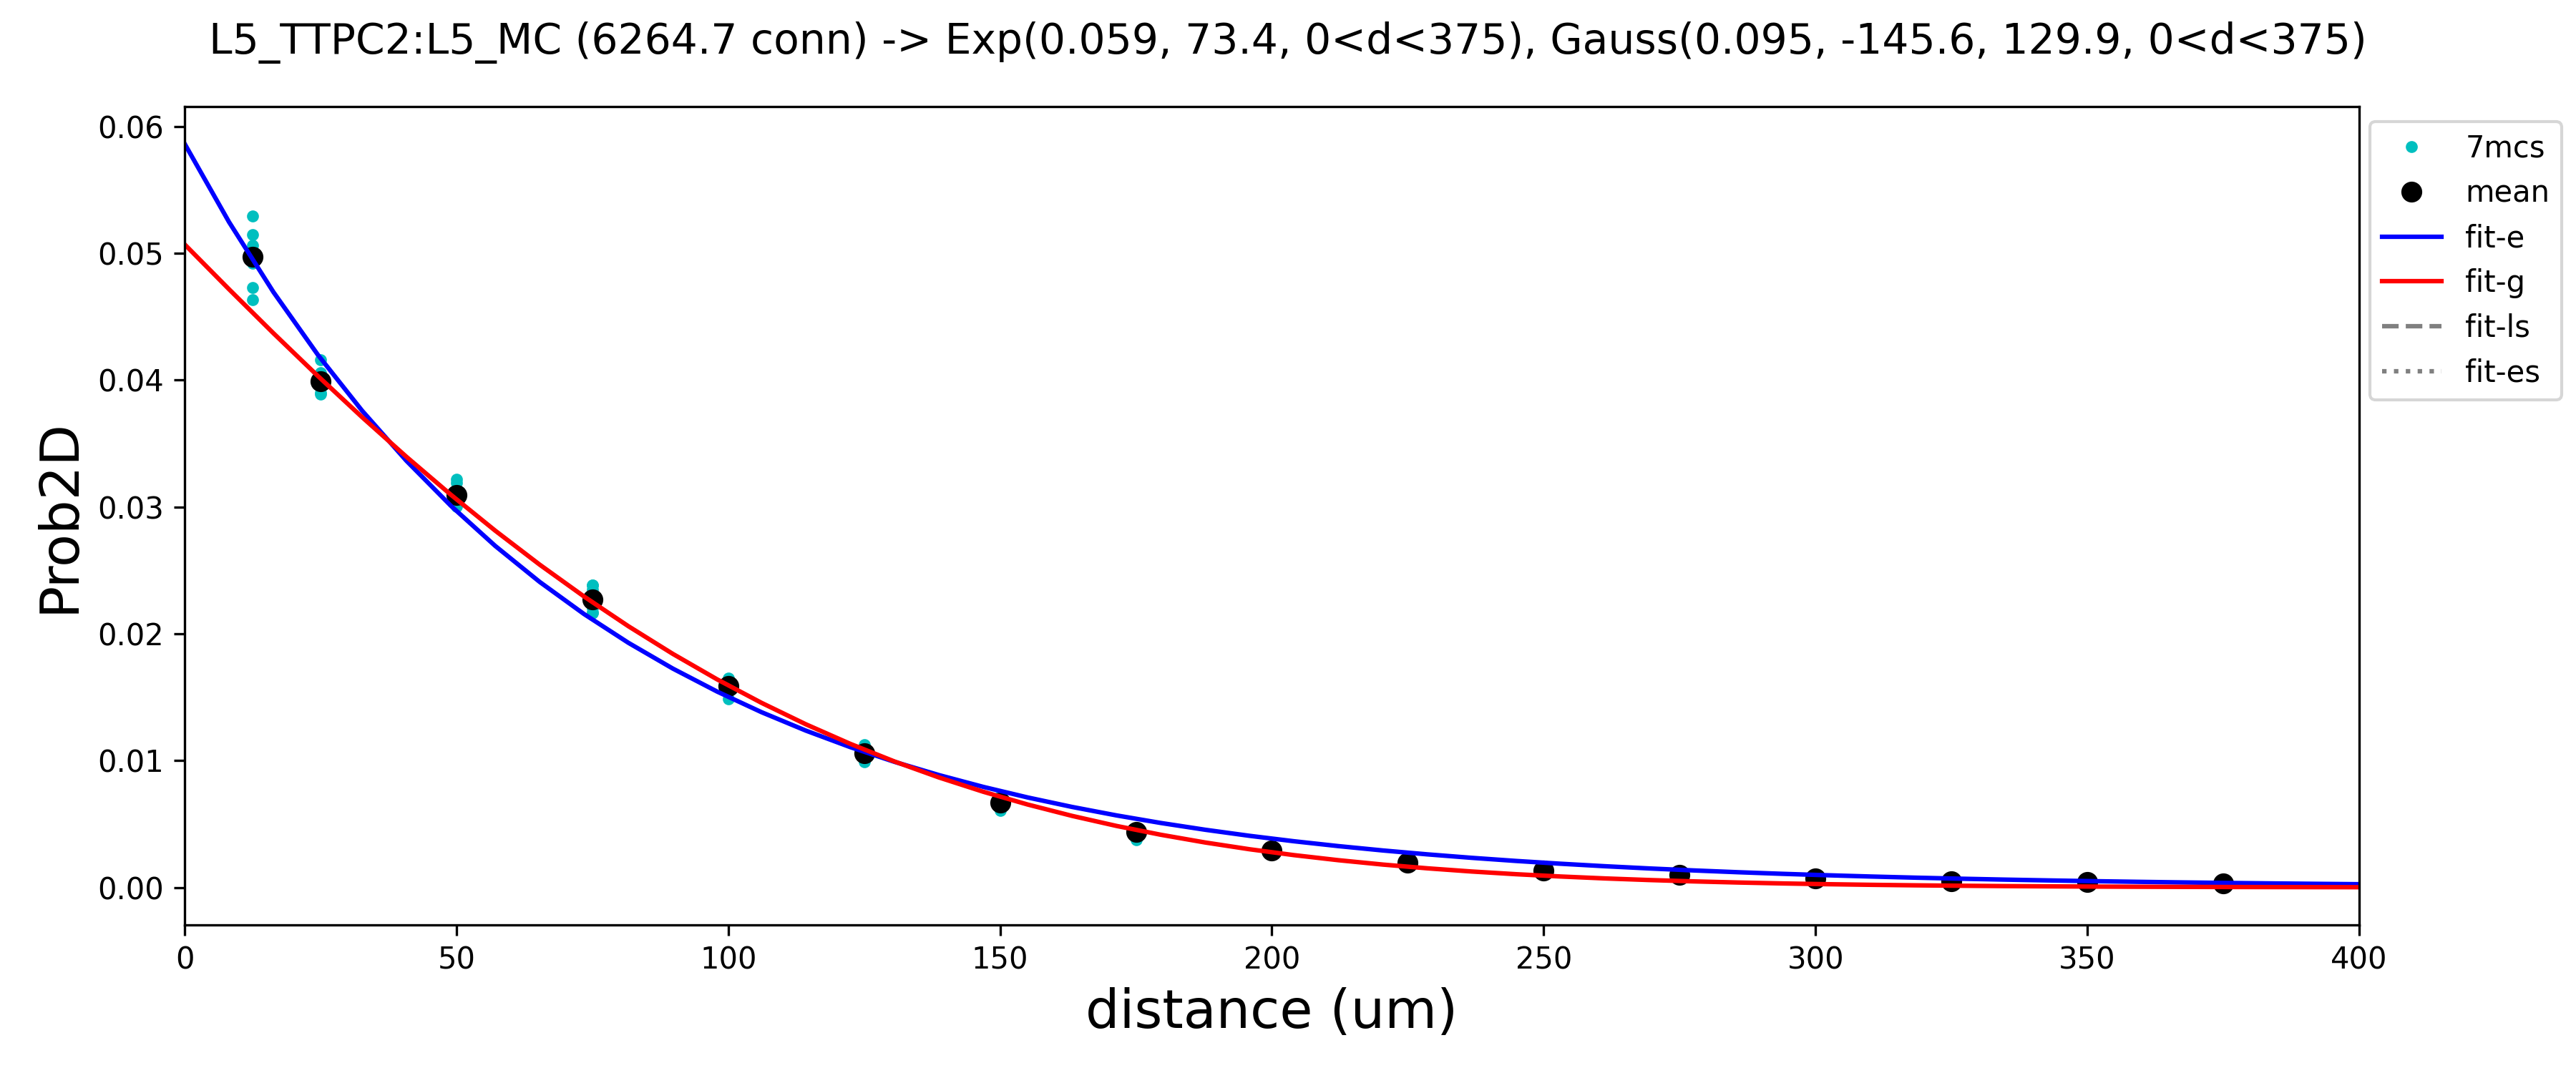 L5_TTPC2:L5_MC (6264.7 conn) -> Exp(0.059, 73.4, 0<d<375), Gauss(0.095, -145.6, 129.9, 0<d<375)
0.06
0.05
0.04
0.03
0.02
0.01
0.00
Prob2D
0 50 100 150 200 250 300 350 400
distance (um)
7mcs
mean
fit-e
fit-g
fit-ls
fit-es